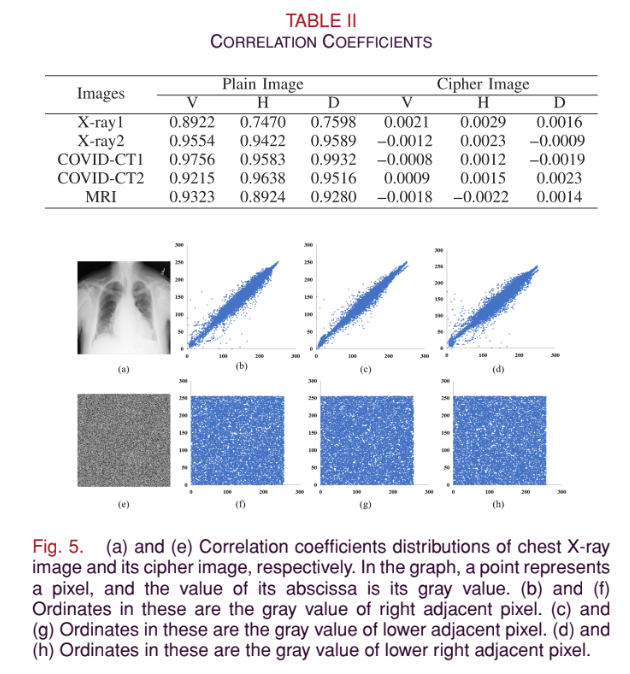 TABLE II
CORRELATION COEFFICIENTS
Images Plain Image Cipher Image
V H D V H D
X-ray1 0.8922 0.7470 0.7598 0.0021 0.0029 0.0016
X-ray2 0.9554 0.9422 0.9589 −0.0012 0.0023 −0.0009
COVID-CT1 0.9756 0.9583 0.9932 −0.0008 0.0012 −0.0019
COVID-CT2 0.9215 0.9638 0.9516 0.0009 0.0015 0.0023
MRI 0.9323 0.8924 0.9280 −0.0018 −0.0022 0.0014
300 300 300
250 250 250
200 200 200
150 150 150
100 100 100
50 50 50
0 0 0
0 100 200 300 0 100 200 300 0 100 200 300
(a) (b) (c) (d)
300 300 300
250 250 250
200 200 200
150 150 150
100 100 100
50 50 50
0 0 0
0 100 200 300 0 100 200 300 0 100 200 300
(e) (f) (g) (h)
Fig. 5. (a) and (e) Correlation coefficients distributions of chest X-ray
image and its cipher image, respectively. In the graph, a point represents
a pixel, and the value of its abscissa is its gray value. (b) and (f)
Ordinates in these are the gray value of right adjacent pixel. (c) and
(g) Ordinates in these are the gray value of lower adjacent pixel. (d) and
(h) Ordinates in these are the gray value of lower right adjacent pixel.